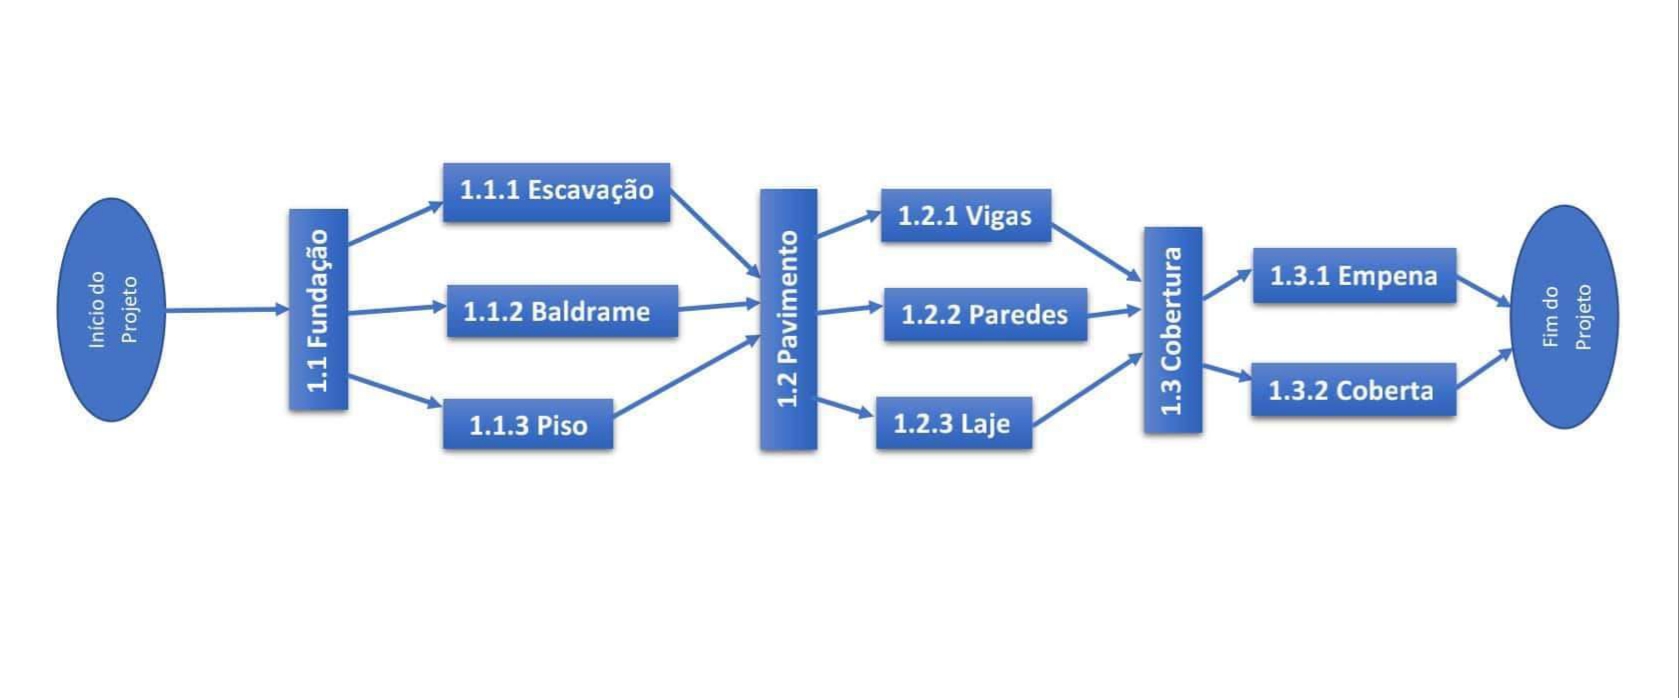 Início do
Projeto
1.1 Fundação
1.1.1 Escavação
1.1.2 Baldrame
1.1.3 Piso
1.2 Pavimento
1.2.1 Vigas
1.2.2 Paredes
1.2.3 Laje
1.3 Cobertura
1.3.1 Empena
1.3.2 Coberta
Fim do
Projeto